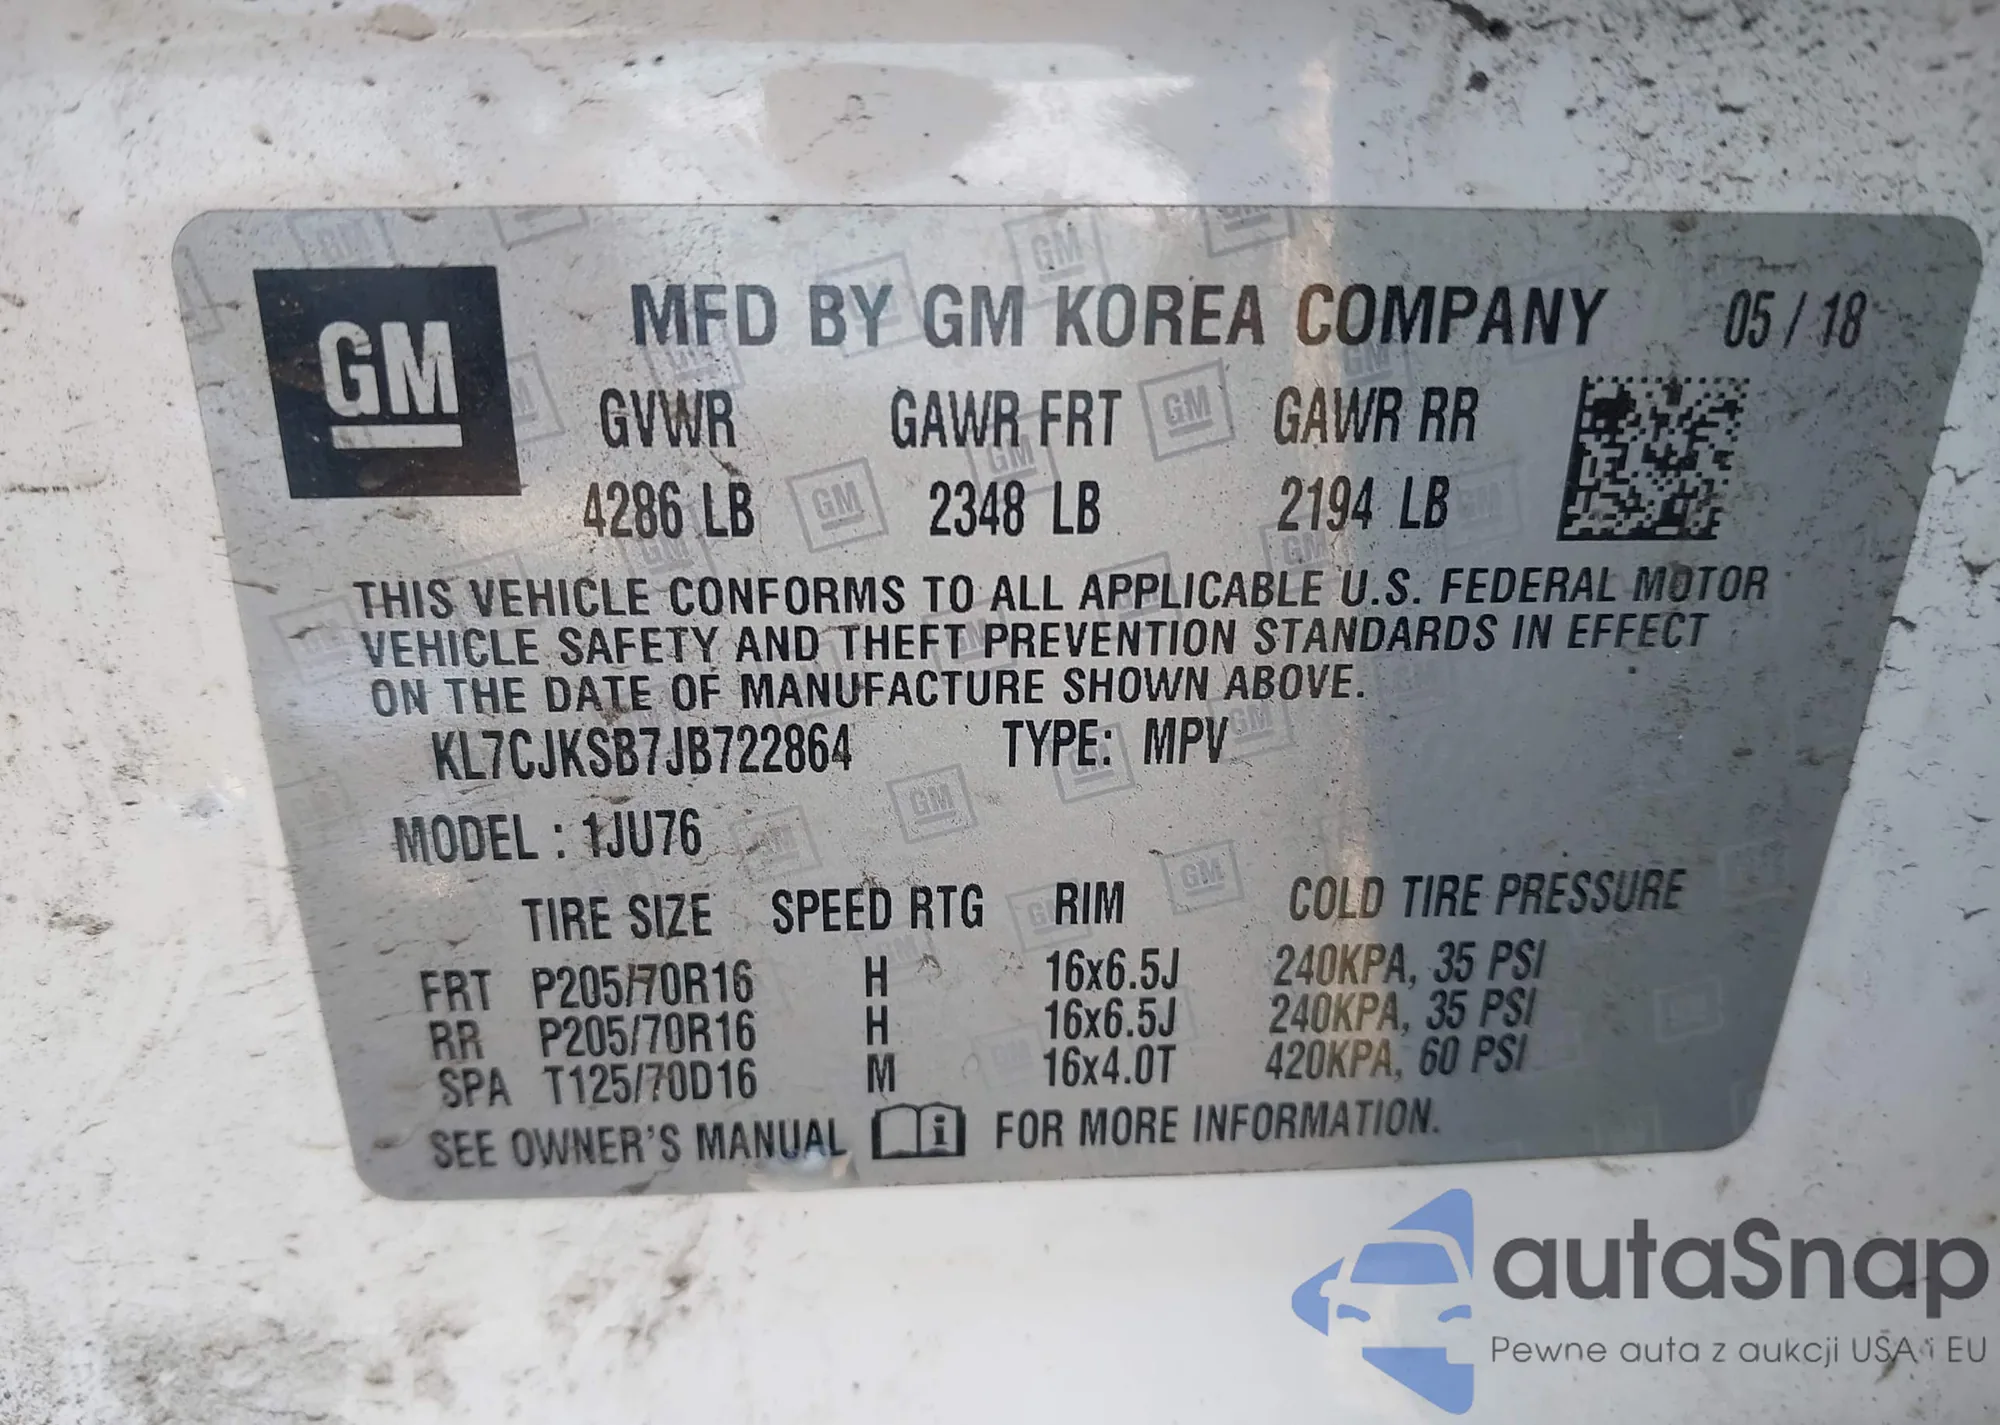 GM
MFD BY GM KOREA COMPANY 05 / 18
GVWR GAWR FRT GAWR RR
4286 LB 2348 LB 2194 LB
THIS VEHICLE CONFORMS TO ALL APPLICABLE U.S. FEDERAL MOTOR
VEHICLE SAFETY AND THEFT PREVENTION STANDARDS IN EFFECT
ON THE DATE OF MANUFACTURE SHOWN ABOVE.
KL7CJKSB7JB722864 TYPE: MPV
MODEL : 1JU76
TIRE SIZE SPEED RTG RIM COLD TIRE PRESSURE
FRT P205/70R16 H 16x6.5J 240KPA, 35 PSI
RR P205/70R16 H 16x6.5J 240KPA, 35 PSI
SPA T125/70D16 M 16x4.0T 420KPA, 60 PSI
SEE OWNER'S MANUAL i FOR MORE INFORMATION.
autaSnap
Pewne auta z aukcji USA i EU